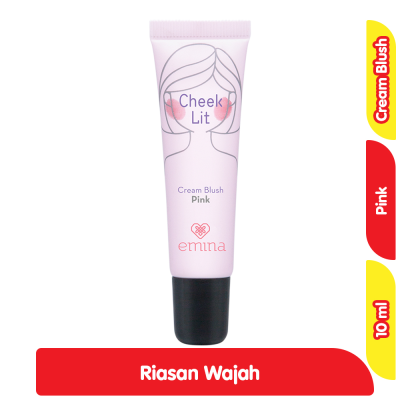 Cheek
Lit
Cream Blush
Pink
emina
Cream Blush
Pink
10 ml
Riasan Wajah